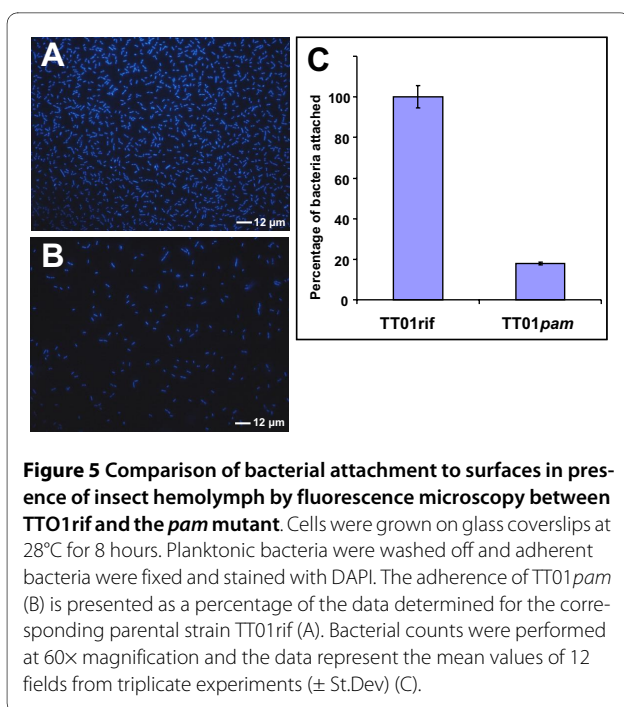 A
12 µm
B
12 µm
C
Percentage of bacteria attached
100
80
60
40
20
0
TT01rif
TT01pam
Figure 5 Comparison of bacterial attachment to surfaces in pres-
ence of insect hemolymph by fluorescence microscopy between
TTO1rif and the pam mutant. Cells were grown on glass coverslips at
28°C for 8 hours. Planktonic bacteria were washed off and adherent
bacteria were fixed and stained with DAPI. The adherence of TT01pam
(B) is presented as a percentage of the data determined for the corre-
sponding parental strain TT01rif (A). Bacterial counts were performed
at 60× magnification and the data represent the mean values of 12
fields from triplicate experiments (± St.Dev) (C).